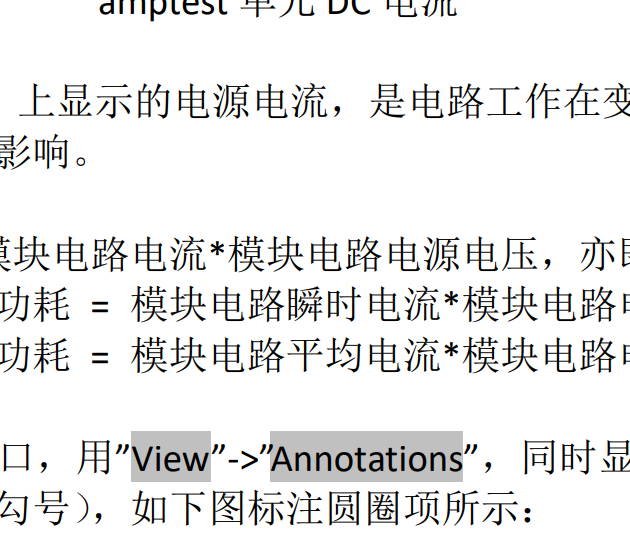 amptest 单元 DC 电流
上显示的电源电流，是电路工作在变
影响。
模块电路电流*模块电路电源电压，亦即
功耗 = 模块电路瞬时电流*模块电路电
功耗 = 模块电路平均电流*模块电路电
口，用”View”->”Annotations”，同时显
勾号），如下图标注圆圈项所示：